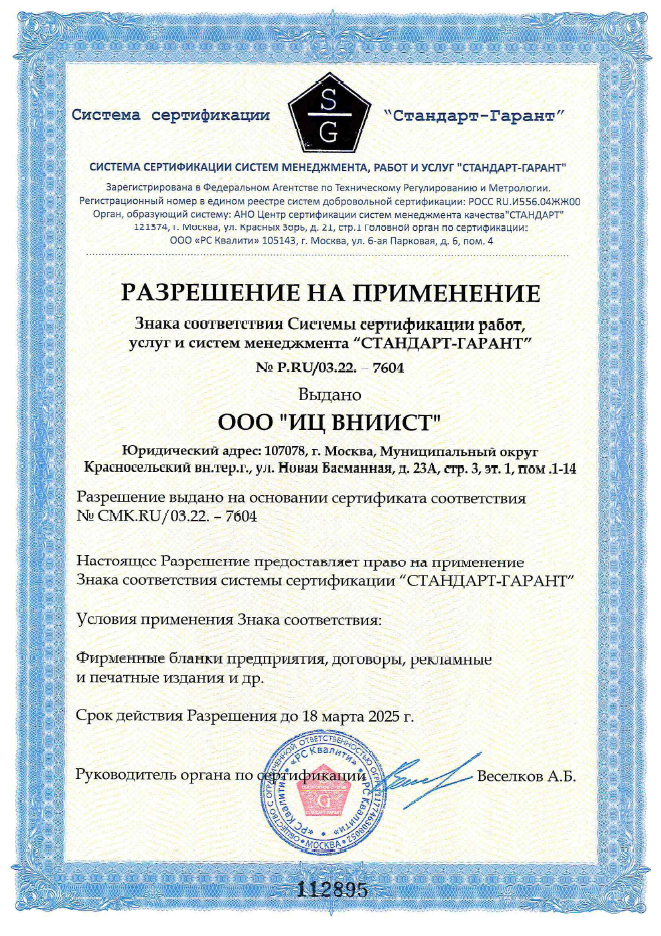 Система сертификации
S
G
“Стандарт-Гарант”
СИСТЕМА СЕРТИФИКАЦИИ СИСТЕМ МЕНЕДЖМЕНТА, РАБОТ И УСЛУГ "СТАНДАРТ-ГАРАНТ"
Зарегистрирована в Федеральном Агентстве по Техническому Регулированию и Метрологии.
Регистрационный номер в едином реестре систем добровольной сертификации: РОСС RU.И556.04ЖЖ00
Орган, образующий систему: АНО Центр сертификации систем менеджмента качества"СТАНДАРТ"
121374, г. Москва, ул. Красных Зорь, д. 21, стр.1 Головной орган по сертификации:
ООО «РС Квалити» 105143, г. Москва, ул. 6-ая Парковая, д. 6, пом. 4
РАЗРЕШЕНИЕ НА ПРИМЕНЕНИЕ
Знака соответствия Системы сертификации работ,
услуг и систем менеджмента “СТАНДАРТ-ГАРАНТ”
№ P.RU/03.22. – 7604
Выдано
ООО "ИЦ ВНИИСТ"
Юридический адрес: 107078, г. Москва, Муниципальный округ
Красносельский вн.тер.г., ул. Новая Басманная, д. 23А, стр. 3, эт. 1, пом .1-14
Разрешение выдано на основании сертификата соответствия
№ СМК.RU/03.22. – 7604
Настоящее Разрешение предоставляет право на применение
Знака соответствия системы сертификации “СТАНДАРТ-ГАРАНТ”
Условия применения Знака соответствия:
Фирменные бланки предприятия, договоры, рекламные
и печатные издания и др.
Срок действия Разрешения до 18 марта 2025 г.
Руководитель органа по сертификации
Веселков А.Б.
ОБЩЕСТВО С ОГРАНИЧЕННОЙ ОТВЕТСТВЕННОСТЬЮ
«РС Квалити» * «РС Квалити» * «РС Квалити»
G
* МОСКВА *
112895